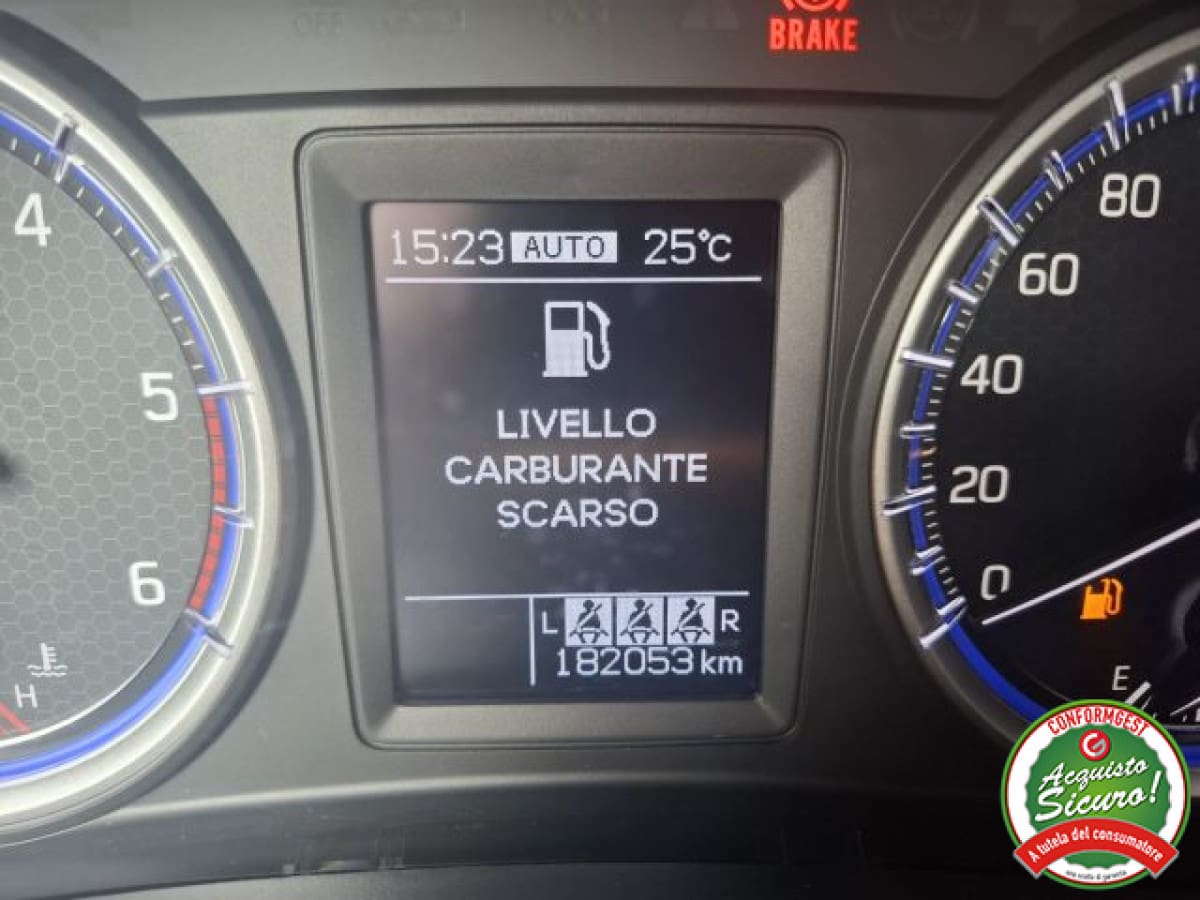 OFF
BRAKE
15:23 AUTO 25°C
LIVELLO
CARBURANTE
SCARSO
L R
182053 km
4
5
6
H
80
60
40
20
0
E
CONFORMGEST
G
Acquisto
Sicuro!
A tutela del consumatore